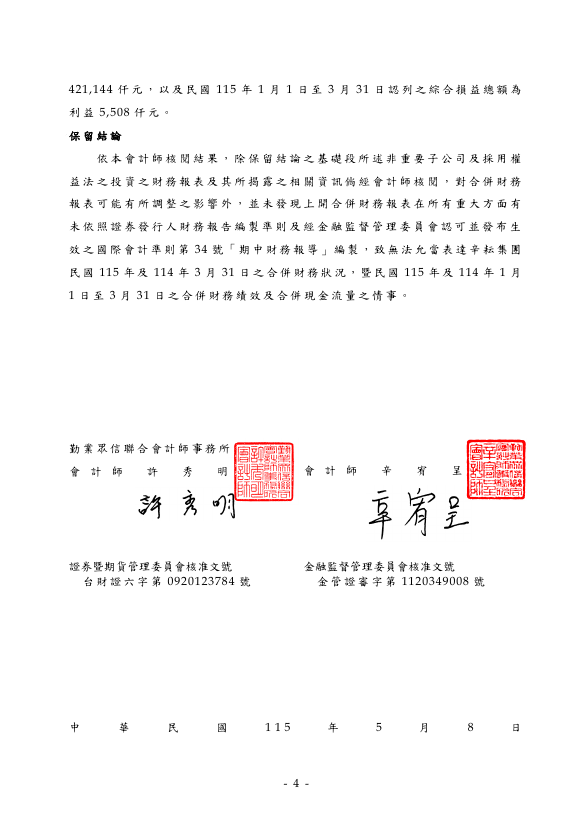 421,144 仟元，以及民國 115 年 1 月 1 日至 3 月 31 日認列之綜合損益總額為
利益 5,508 仟元。
保留結論
依本會計師核閱結果，除保留結論之基礎段所述非重要子公司及採用權
益法之投資之財務報表及其所揭露之相關資訊倘經會計師核閱，對合併財務
報表可能有所調整之影響外，並未發現上開合併財務報表在所有重大方面有
未依照證券發行人財務報告編製準則及經金融監督管理委員會認可並發布生
效之國際會計準則第 34 號「期中財務報導」編製，致無法允當表達辛耘集團
民國 115 年及 114 年 3 月 31 日之合併財務狀況，暨民國 115 年及 114 年 1 月
1 日至 3 月 31 日之合併財務績效及合併現金流量之情事。
勤業眾信聯合會計師事務所
會計師 許秀明
會計師 辛宥呈
許秀明
辛宥呈
證券暨期貨管理委員會核准文號
台財證六字第 0920123784 號
金融監督管理委員會核准文號
金管證審字第 1120349008 號
中華民國 115 年 5 月 8 日
- 4 -